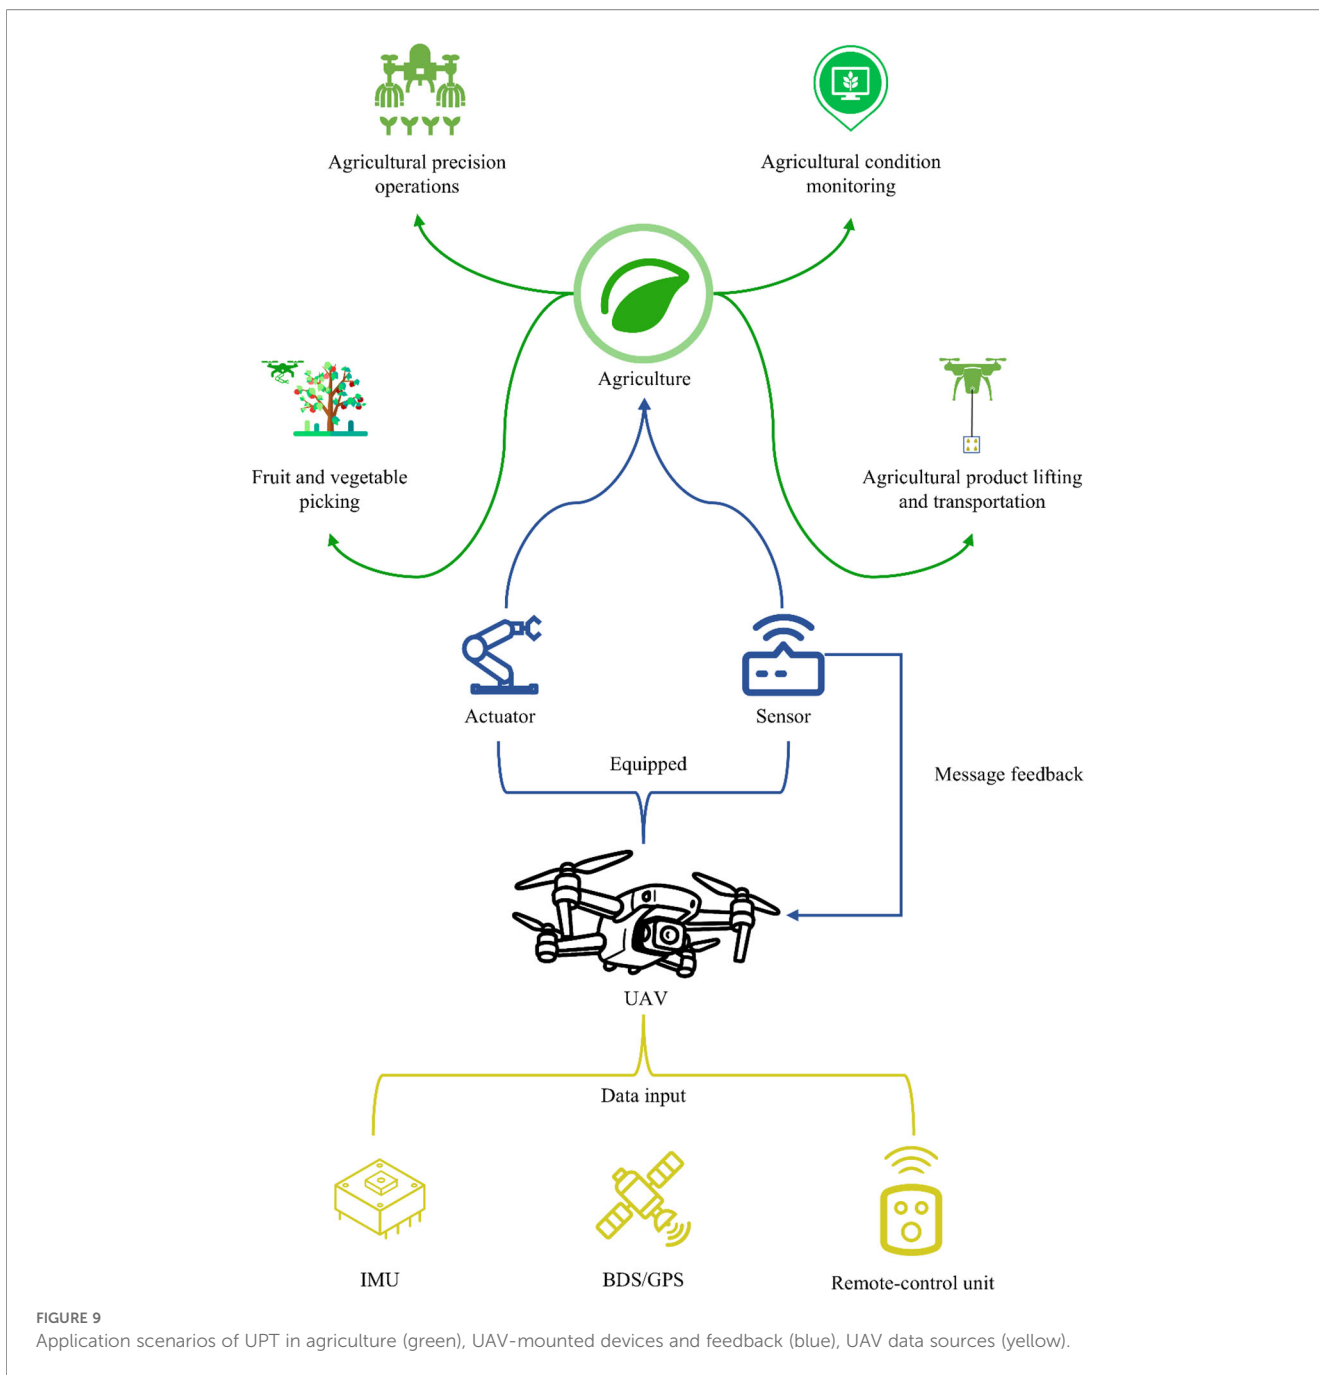 Agricultural precision
operations
Agricultural condition
monitoring
Agriculture
Fruit and vegetable
picking
Agricultural product lifting
and transportation
Actuator
Sensor
Equipped
Message feedback
UAV
Data input
IMU
BDS/GPS
Remote-control unit
FIGURE 9
Application scenarios of UPT in agriculture (green), UAV-mounted devices and feedback (blue), UAV data sources (yellow).